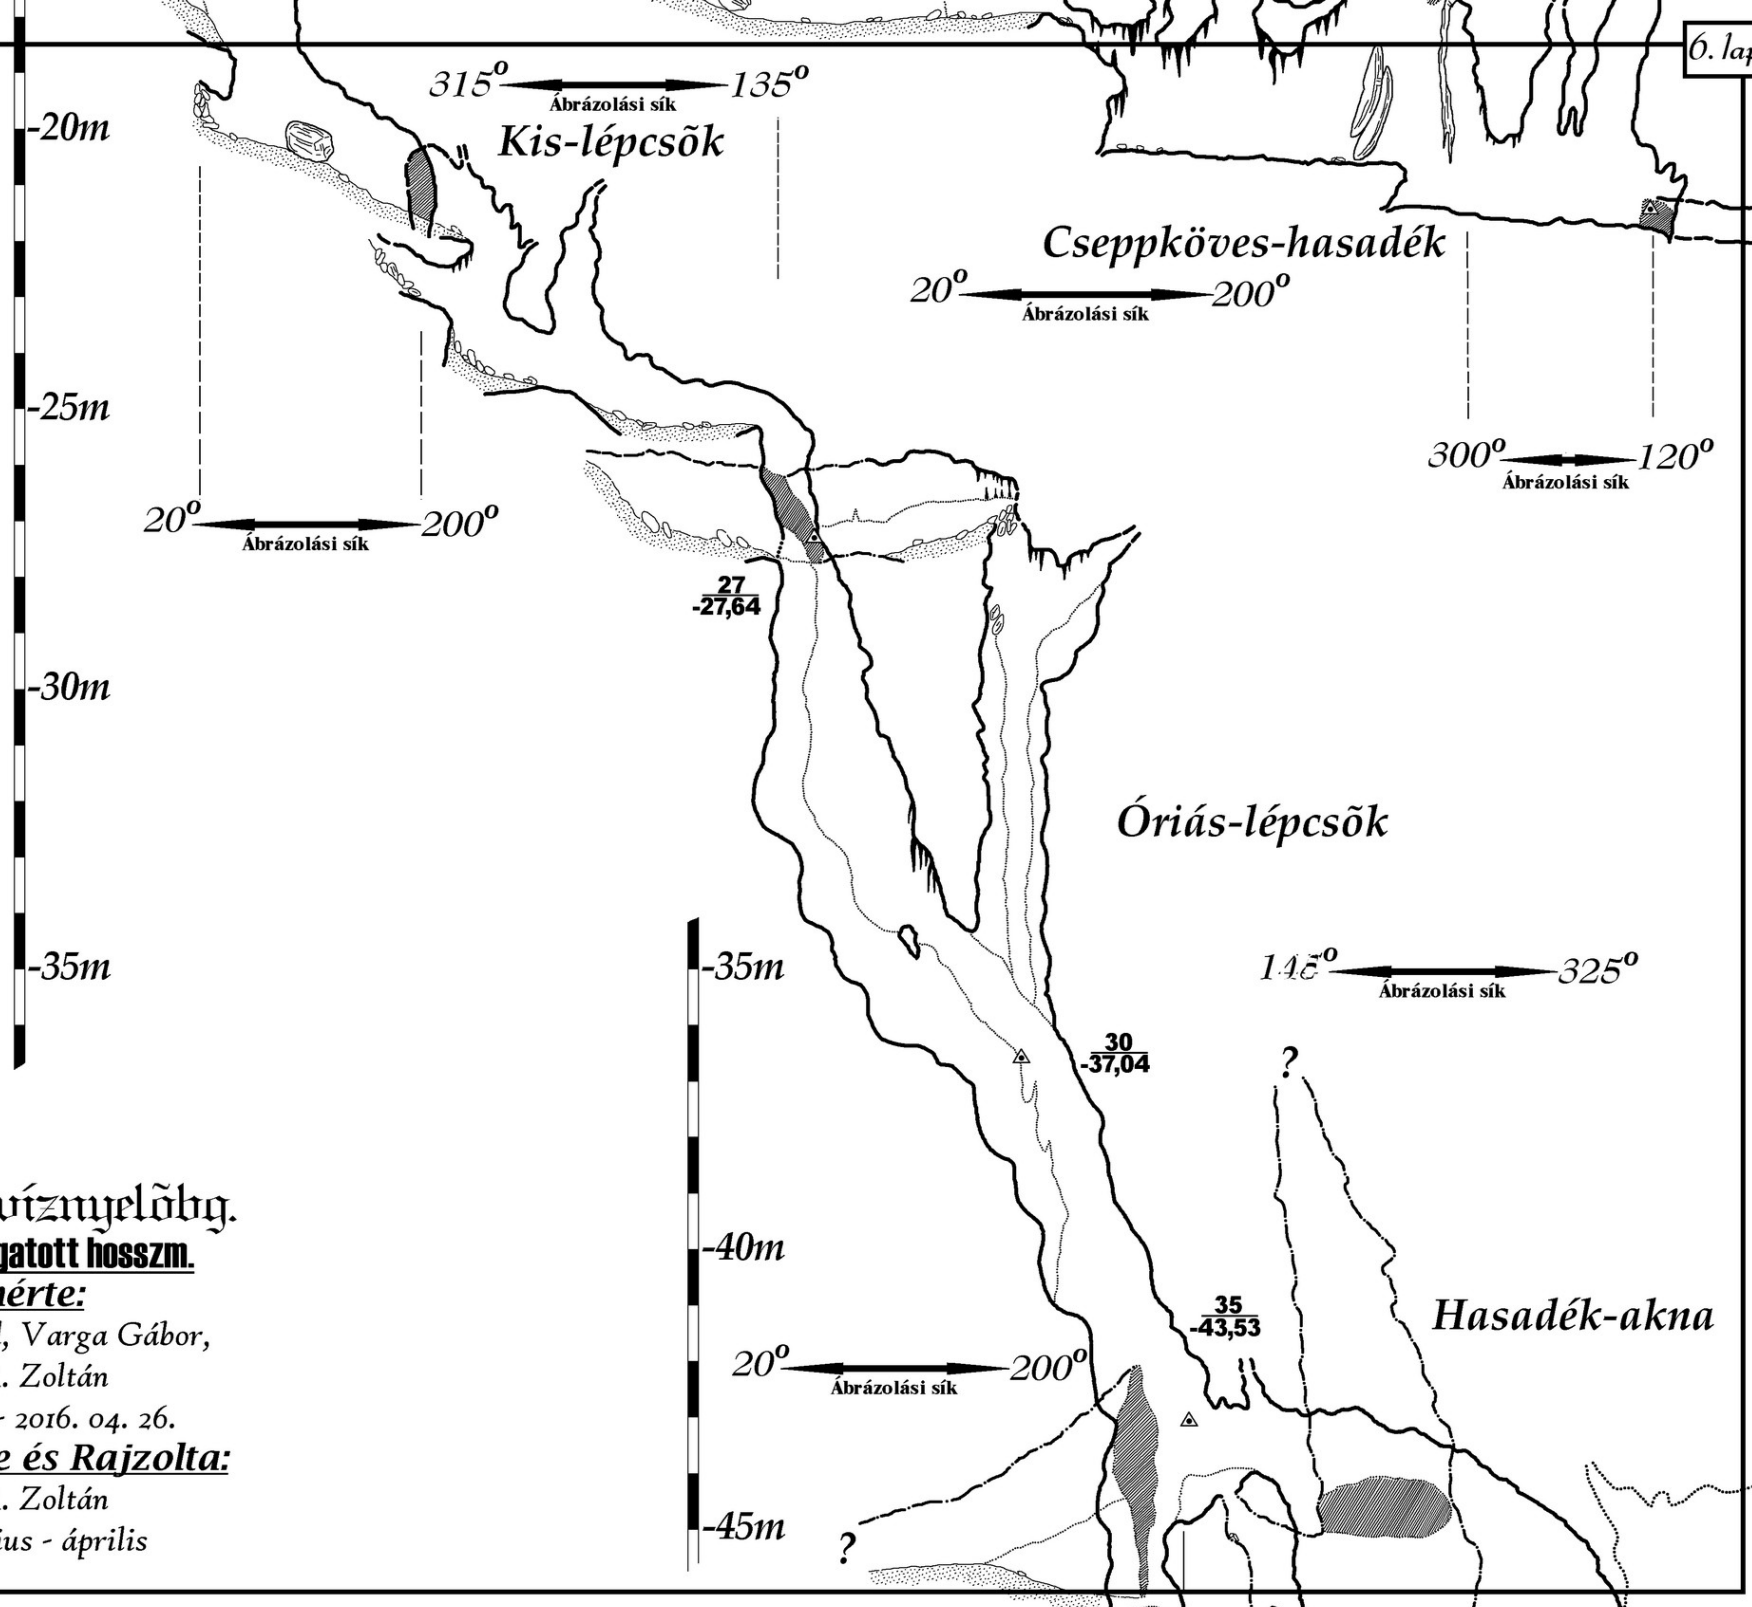 6. lap
315° 135°
Ábrázolási sík
-20m
Kis-lépcsõk
Cseppköves-hasadék
20° 200°
Ábrázolási sík
-25m
300° 120°
Ábrázolási sík
20° 200°
Ábrázolási sík
27
-27,64
-30m
Óriás-lépcsõk
-35m
-35m
325°
Ábrázolási sík
30
-37,04
?
víznyelõbg.
gatott hosszm.
-40m
mérte:
35
-43,53
Hasadék-akna
, Varga Gábor,
20° 200°
Ábrázolási sík
. Zoltán
- 2016. 04. 26.
e és Rajzolta:
. Zoltán
-45m
?
ius - április